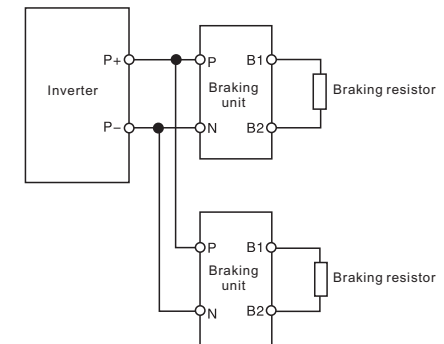 P+
P
B1
Inverter
Braking
unit
Braking resistor
P−
N
B2
P
B1
Braking
unit
Braking resistor
N
B2